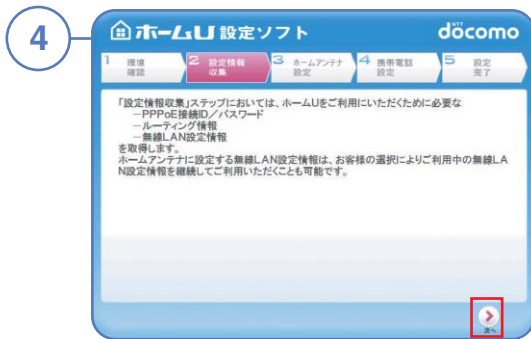 4
ホームU 設定ソフト
NTT
döcomo
1 環境確認
2 設定情報収集
3 ホームアンテナ設定
4 携帯電話設定
5 設定完了
「設定情報収集」ステップにおいては、ホームUをご利用にいただくために必要な
－PPPoE接続ID／パスワード
－ルーティング情報
－無線LAN設定情報
を取得します。
ホームアンテナに設定する無線LAN設定情報は、お客様の選択によりご利用中の無線LA
N設定情報を継続してご利用いただくことも可能です。
次へ